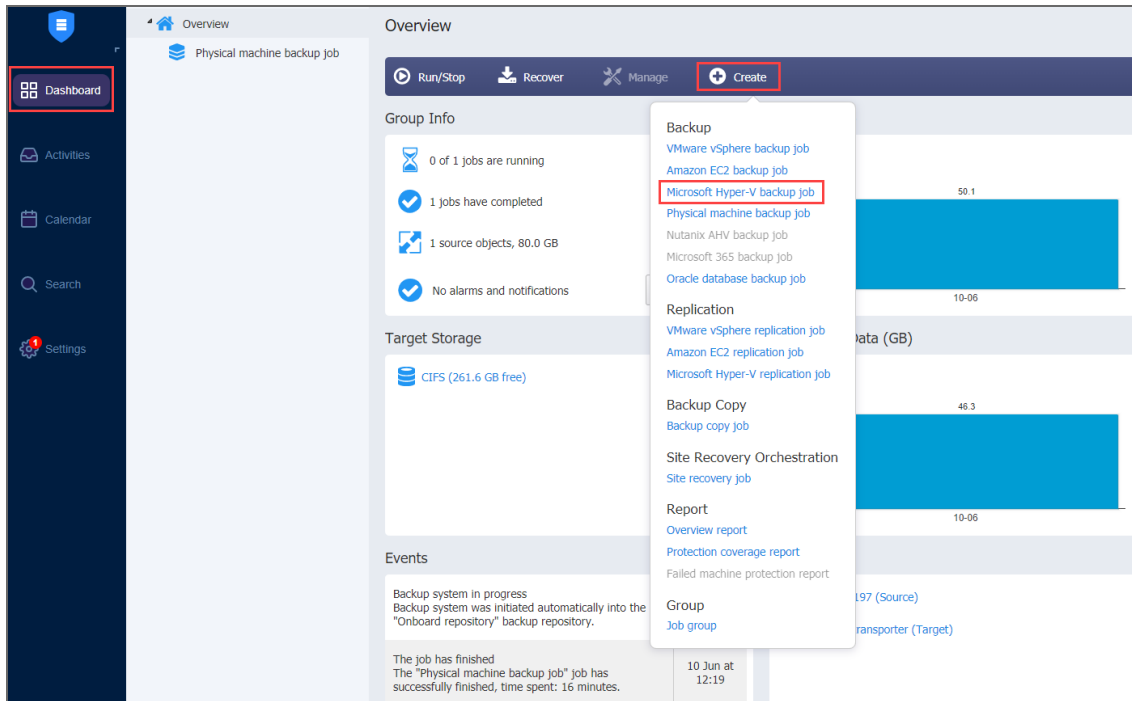 Overview
Physical machine backup job
Dashboard
Activities
Calendar
Search
1
Settings
Overview
Run/Stop
Recover
Manage
Create
Group Info
0 of 1 jobs are running
1 jobs have completed
1 source objects, 80.0 GB
No alarms and notifications
Target Storage
CIFS (261.6 GB free)
Events
Backup system in progress
Backup system was initiated automatically into the
"Onboard repository" backup repository.
The job has finished
The "Physical machine backup job" job has
successfully finished, time spent: 16 minutes.
10 Jun at
12:19
Backup
VMware vSphere backup job
Amazon EC2 backup job
Microsoft Hyper-V backup job
Physical machine backup job
Nutanix AHV backup job
Microsoft 365 backup job
Oracle database backup job
Replication
VMware vSphere replication job
Amazon EC2 replication job
Microsoft Hyper-V replication job
Backup Copy
Backup copy job
Site Recovery Orchestration
Site recovery job
Report
Overview report
Protection coverage report
Failed machine protection report
Group
Job group
50.1
10-06
(GB)
46.3
10-06
(Source)
(Target)